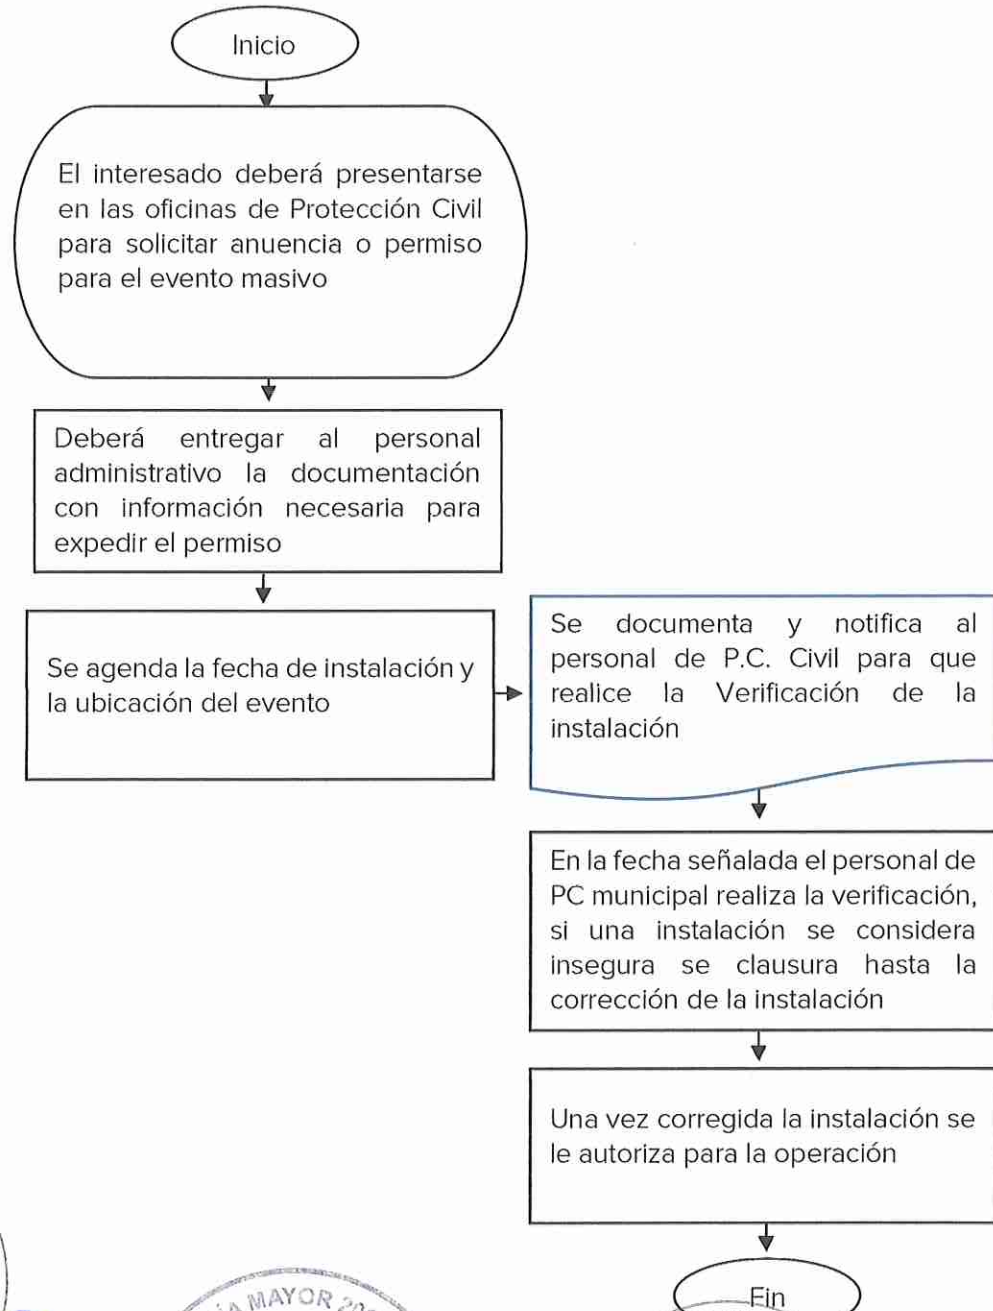 Inicio
El interesado deberá presentarse
en las oficinas de Protección Civil
para solicitar anuencia o permiso
para el evento masivo
Deberá entregar al personal
administrativo la documentación
con información necesaria para
expedir el permiso
Se agenda la fecha de instalación y
la ubicación del evento
Se documenta y notifica al
personal de P.C. Civil para que
realice la Verificación de la
instalación
En la fecha señalada el personal de
PC municipal realiza la verificación,
si una instalación se considera
insegura se clausura hasta la
corrección de la instalación
Una vez corregida la instalación se
le autoriza para la operación
Fin
MAYOR